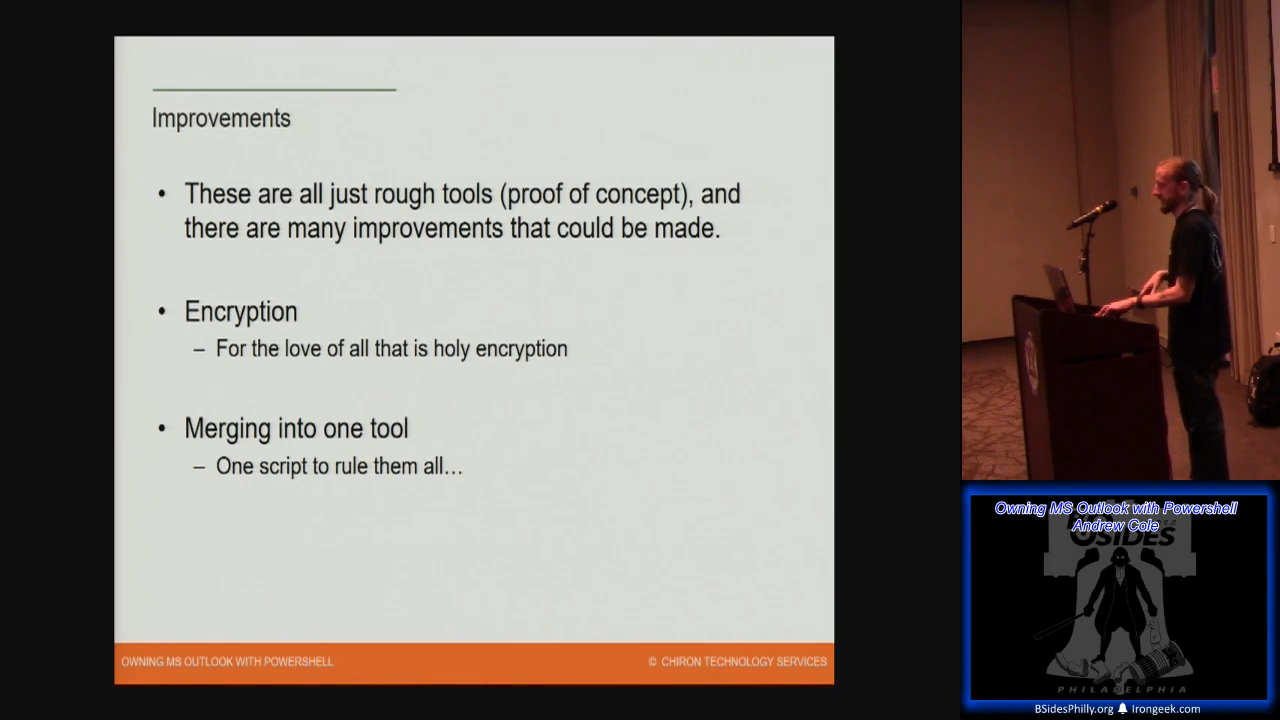 Improvements
• These are all just rough tools (proof of concept), and
there are many improvements that could be made.
• Encryption
– For the love of all that is holy encryption
• Merging into one tool
– One script to rule them all…
OWNING MS OUTLOOK WITH POWERSHELL
© CHIRON TECHNOLOGY SERVICES
Owning MS Outlook with Powershell
Andrew Cole
SIDES
PHILADELPHIA
BSidesPhilly.org Irongeek.com